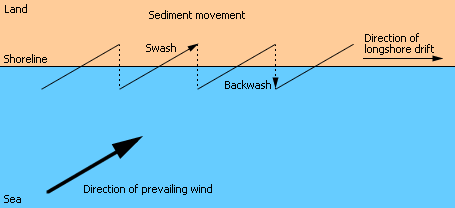 Land
Sediment movement
Swash
Direction of
longshore drift
Shoreline
Backwash
Direction of prevailing wind
Sea